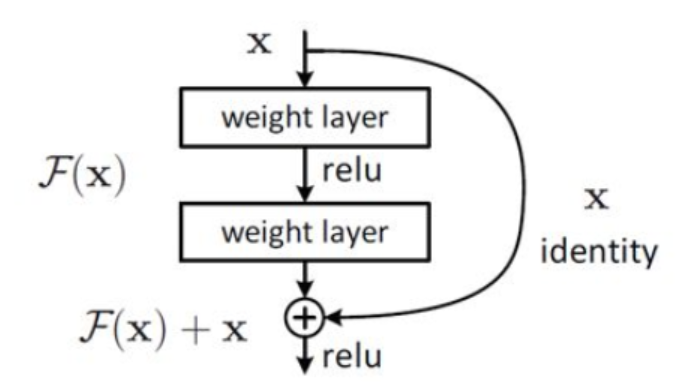 x
weight layer
F(x)
relu
x
weight layer
identity
F(x) + x
+
relu